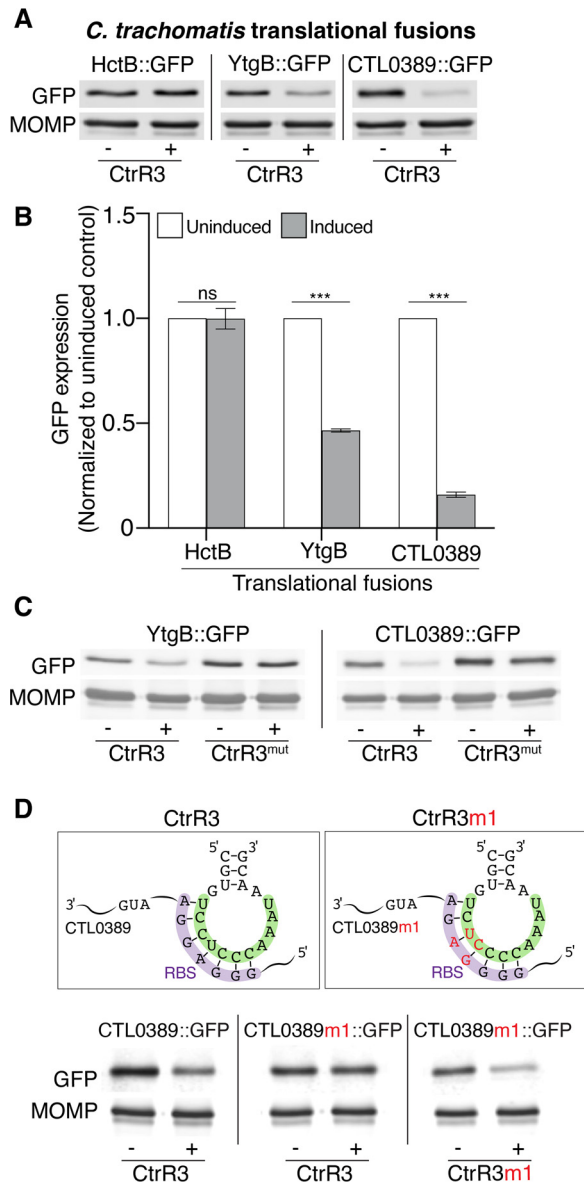 A
C. trachomatis translational fusions
HctB::GFP YtgB::GFP CTL0389::GFP
GFP
MOMP
- + - + - +
CtrR3 CtrR3 CtrR3
B
1.5
Uninduced Induced
ns *** ***
1.0
0.5
0
GFP expression
(Normalized to uninduced control)
HctB YtgB CTL0389
Translational fusions
C
YtgB::GFP CTL0389::GFP
GFP
MOMP
- + - + - + - +
CtrR3 CtrR3mut CtrR3 CtrR3mut
D
CtrR3 CtrR3m1
5' 3' 5' 3'
C-G C-G
G-C G-C
U-A A U-A A
G U G U
3' GUA A U A 3' GUA A U A
CTL0389 G C A CTL0389m1 G C A
G C A A U A
A U C C C A G C C C C A
RBS G G G 5' RBS G G G 5'
CTL0389::GFP CTL0389m1::GFP CTL0389m1::GFP
GFP
MOMP
- + - + - +
CtrR3 CtrR3 CtrR3m1